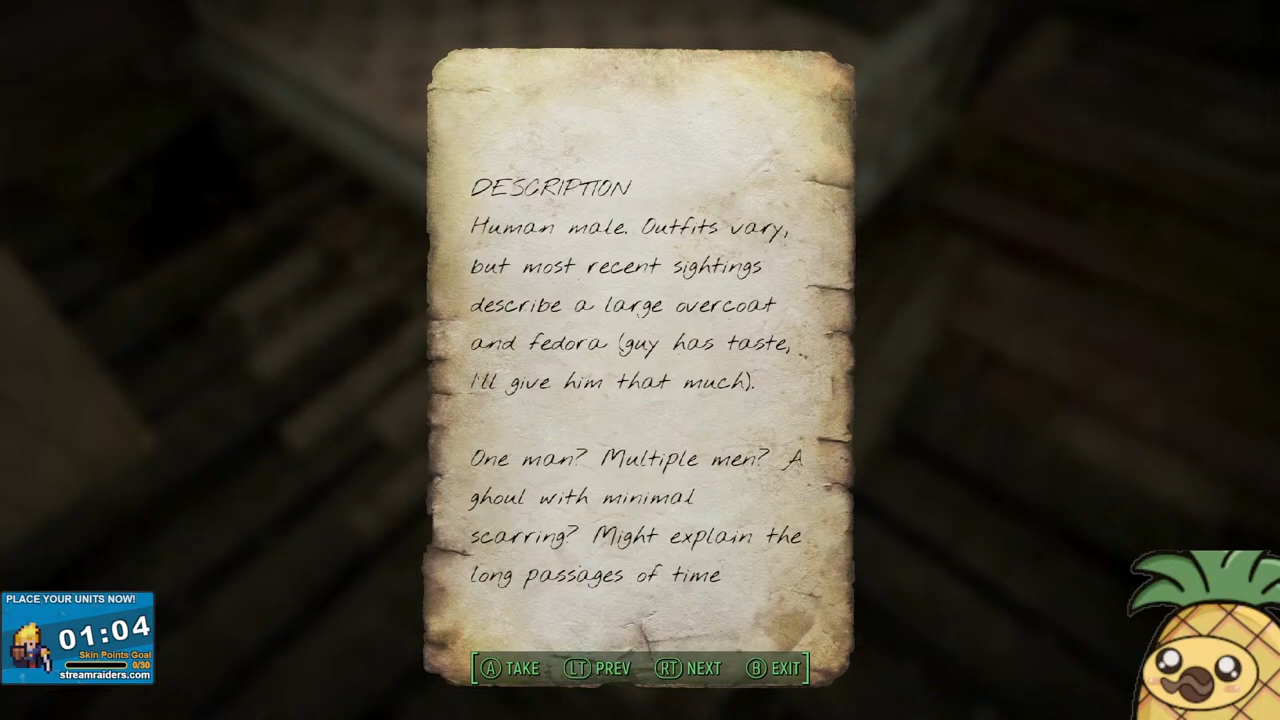 DESCRIPTION
Human male. Outfits vary,
but most recent sightings
describe a large overcoat
and fedora (guy has taste,
I'll give him that much).
One man? Multiple men? A
ghoul with minimal
scarring? Might explain the
long passages of time
PLACE YOUR UNITS NOW!
01:04
Skin Points Goal
0/30
streamraiders.com
A TAKE LT PREV RT NEXT B EXIT